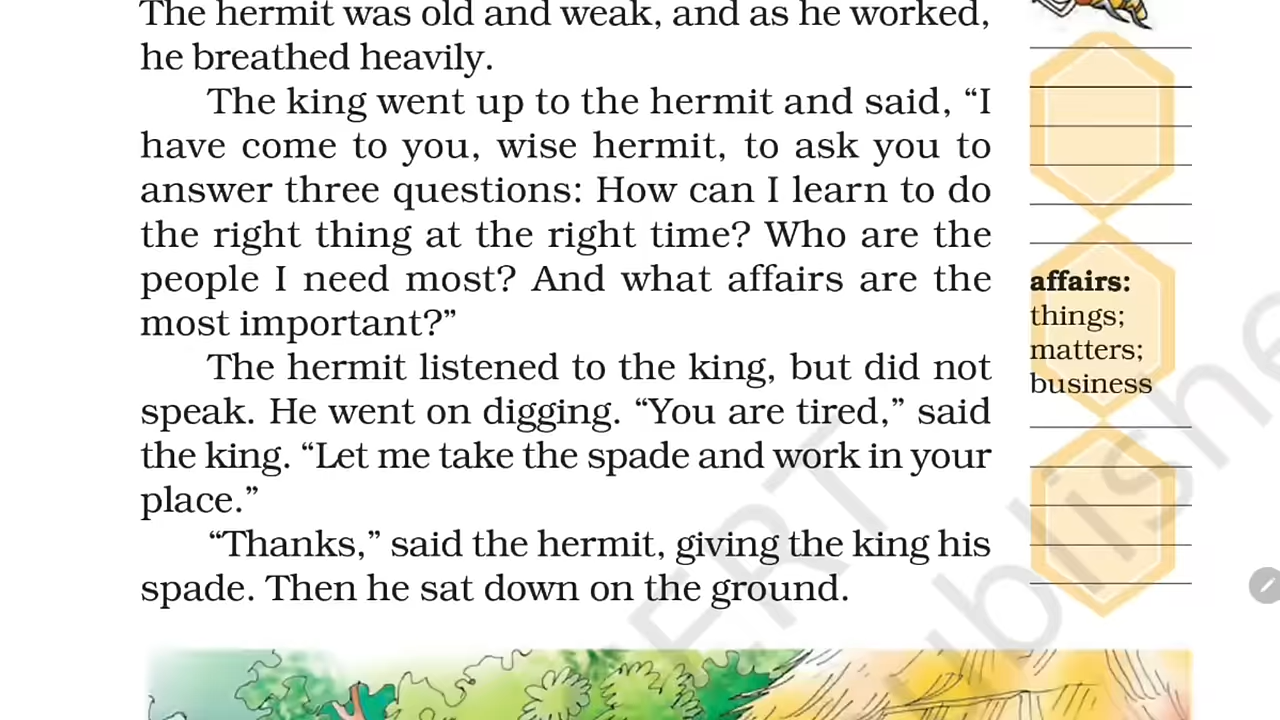 The hermit was old and weak, and as he worked,
he breathed heavily.
The king went up to the hermit and said, “I
have come to you, wise hermit, to ask you to
answer three questions: How can I learn to do
the right thing at the right time? Who are the
people I need most? And what affairs are the
most important?”
The hermit listened to the king, but did not
speak. He went on digging. “You are tired,” said
the king. “Let me take the spade and work in your
place.”
“Thanks,” said the hermit, giving the king his
spade. Then he sat down on the ground.
affairs:
things;
matters;
business